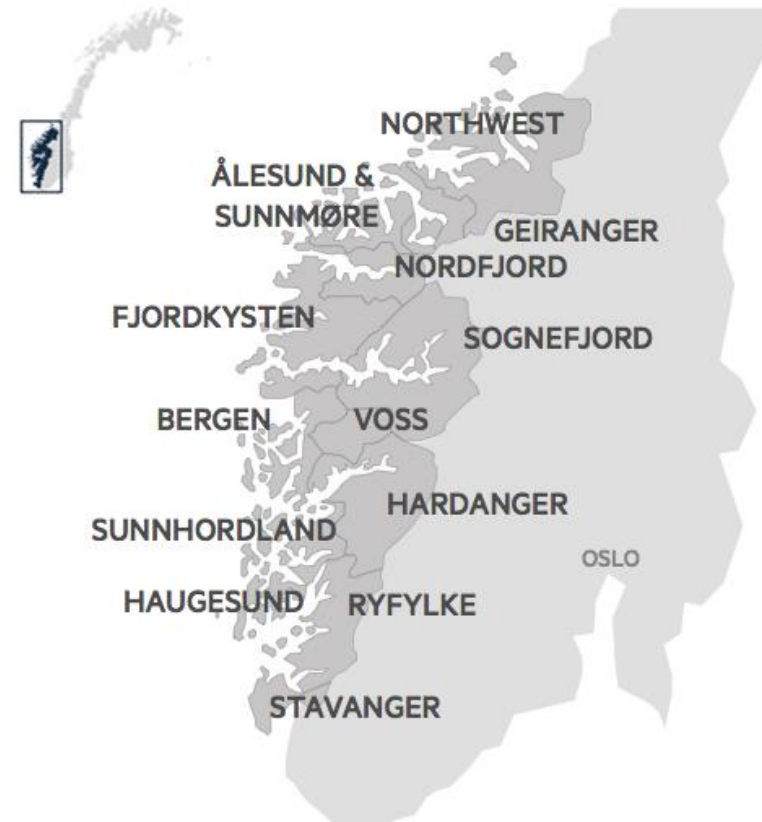 NORTHWEST
ÅLESUND &
SUNNMØRE
GEIRANGER
NORDFJORD
FJORDKYSTEN
SOGNEFJORD
BERGEN
VOSS
HARDANGER
SUNNHORDLAND
OSLO
HAUGESUND
RYFYLKE
STAVANGER